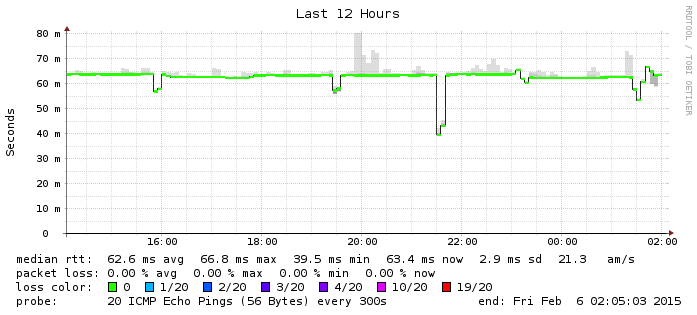 Last 12 Hours
RRDTOOL / TOBI OETIKER
Seconds
80 m
70 m
60 m
50 m
40 m
30 m
20 m
10 m
0
16:00 18:00 20:00 22:00 00:00 02:00
median rtt: 62.6 ms avg 66.8 ms max 39.5 ms min 63.4 ms now 2.9 ms sd 21.3 am/s
packet loss: 0.00 % avg 0.00 % max 0.00 % min 0.00 % now
loss color: 0 1/20 2/20 3/20 4/20 10/20 19/20
probe: 20 ICMP Echo Pings (56 Bytes) every 300s end: Fri Feb 6 02:05:03 2015